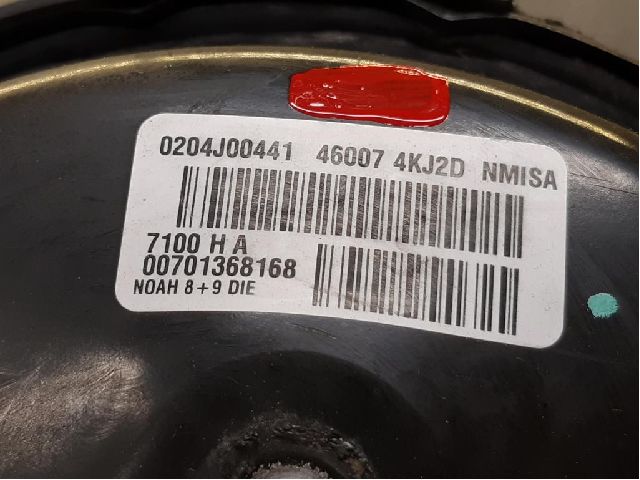 0204J00441 46007 4KJ2D NMISA
7100 H A
00701368168
NOAH 8+9 DIE